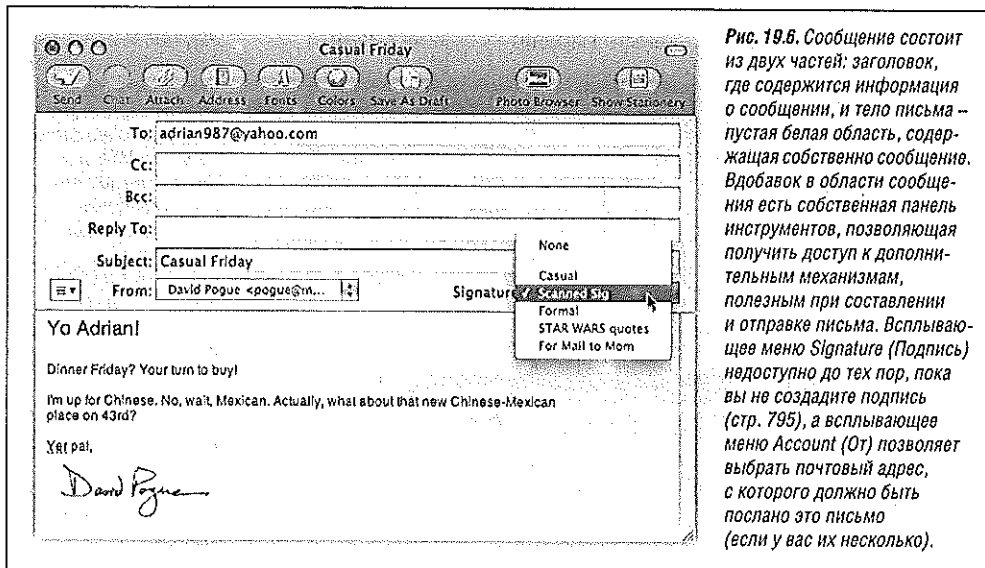 Casual Friday
Send Chat Attach Address Fonts Colors Save As Draft Photo Browser Show Stationery
To: adrian987@yahoo.com
Cc:
Bcc:
Reply To:
Subject: Casual Friday
From: David Pogue <pogue@m... Signature
None
Casual
✓ Scanned Sig
Formal
STAR WARS quotes
For Mail to Mom
Yo Adrian!
Dinner Friday? Your turn to buy!
I'm up for Chinese. No, wait, Mexican. Actually, what about that new Chinese-Mexican
place on 43rd?
Yer pal,
David Pogue
Рис. 19.6. Сообщение состоит
из двух частей: заголовок,
где содержится информация
о сообщении, и тело письма –
пустая белая область, содер-
жащая собственно сообщение.
Вдобавок в области сообще-
ния есть собственная панель
инструментов, позволяющая
получить доступ к дополни-
тельным механизмам,
полезным при составлении
и отправке письма. Всплываю-
щее меню Signature (Подпись)
недоступно до тех пор, пока
вы не создадите подпись
(стр. 795), а всплывающее
меню Account (От) позволяет
выбрать почтовый адрес,
с которого должно быть
послано это письмо
(если у вас их несколько).